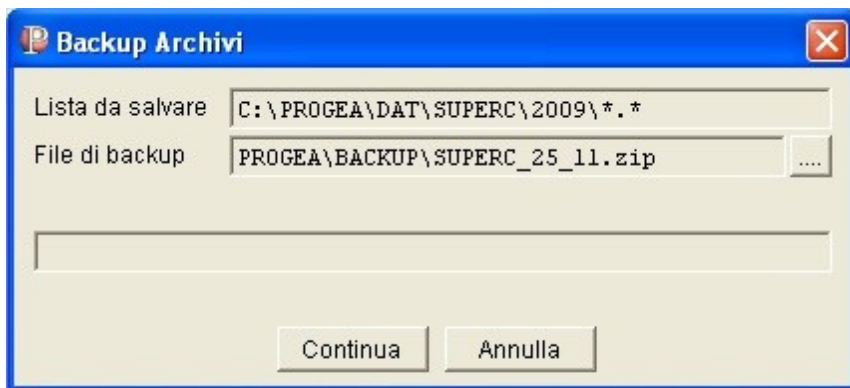 Backup Archivi
Lista da salvare C:\PROGEA\DAT\SUPERC\2009\*.*
File di backup PROGEA\BACKUP\SUPERC_25_11.zip ....
Continua Annulla